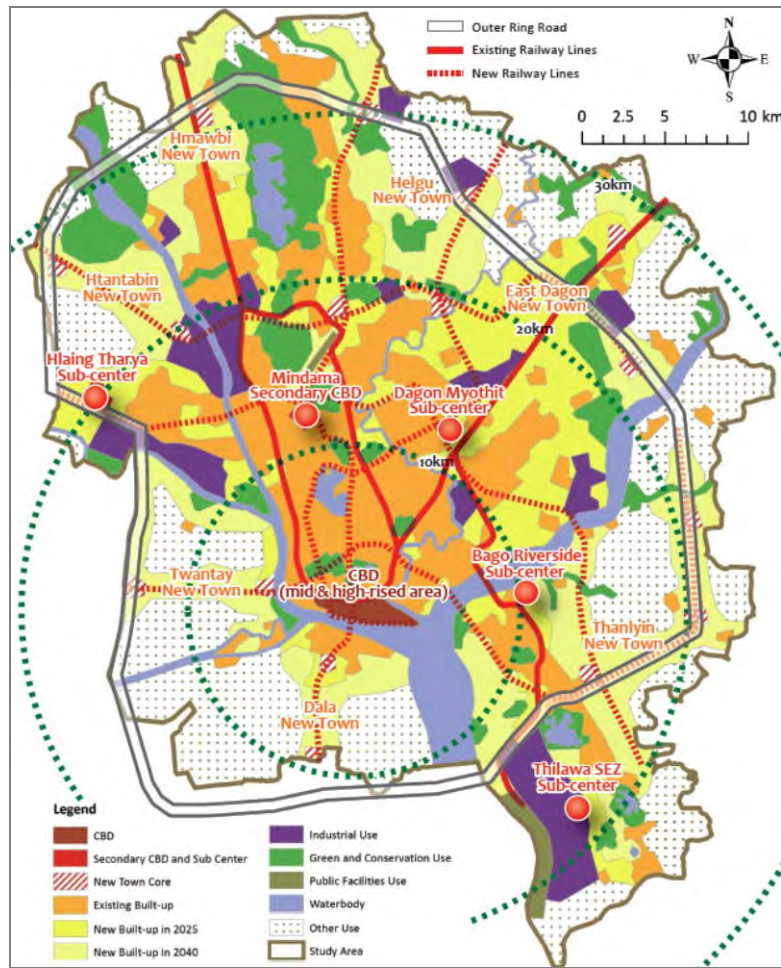 Outer Ring Road
Existing Railway Lines
New Railway Lines
N
W
E
S
0 2.5 5 10 km
Hmawbi
New Town
Helgu
New Town
30km
Htantabin
New Town
East Dagon
New Town
20km
Hlaing Tharya
Sub-center
Mindama
Secondary CBD
Dagon Myothit
Sub-center
10km
Twantay
New Town
CBD
(mid & high-rised area)
Bago Riverside
Sub-center
Thanlyin
New Town
Dala
New Town
Thilawa SEZ
Sub-center
Legend
CBD
Secondary CBD and Sub Center
New Town Core
Existing Built-up
New Built-up in 2025
New Built-up in 2040
Industrial Use
Green and Conservation Use
Public Facilities Use
Waterbody
Other Use
Study Area